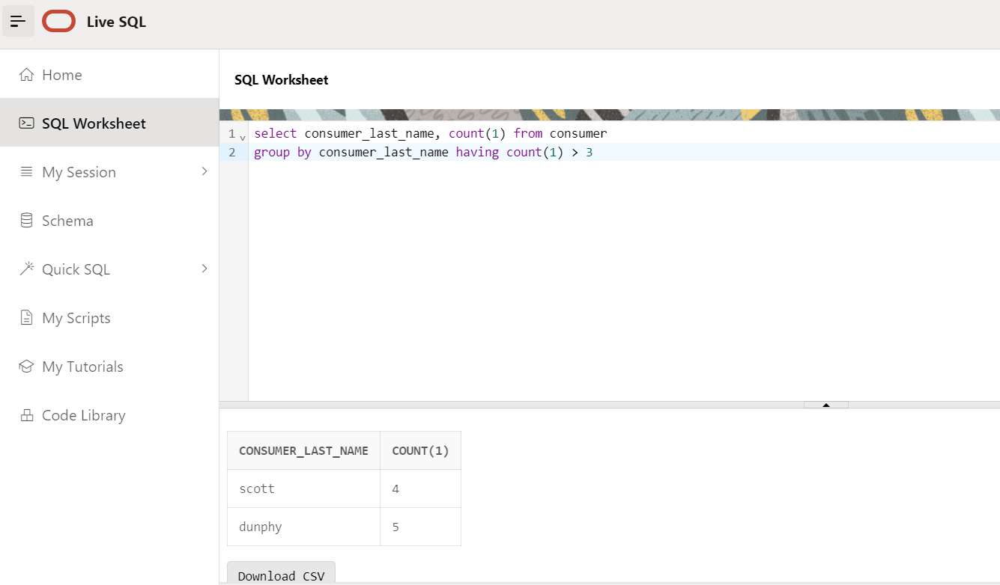 Live SQL
Home
SQL Worksheet
My Session
Schema
Quick SQL
My Scripts
My Tutorials
Code Library
SQL Worksheet
1 select consumer_last_name, count(1) from consumer
2 group by consumer_last_name having count(1) > 3
CONSUMER_LAST_NAME COUNT(1)
scott 4
dunphy 5
Download CSV